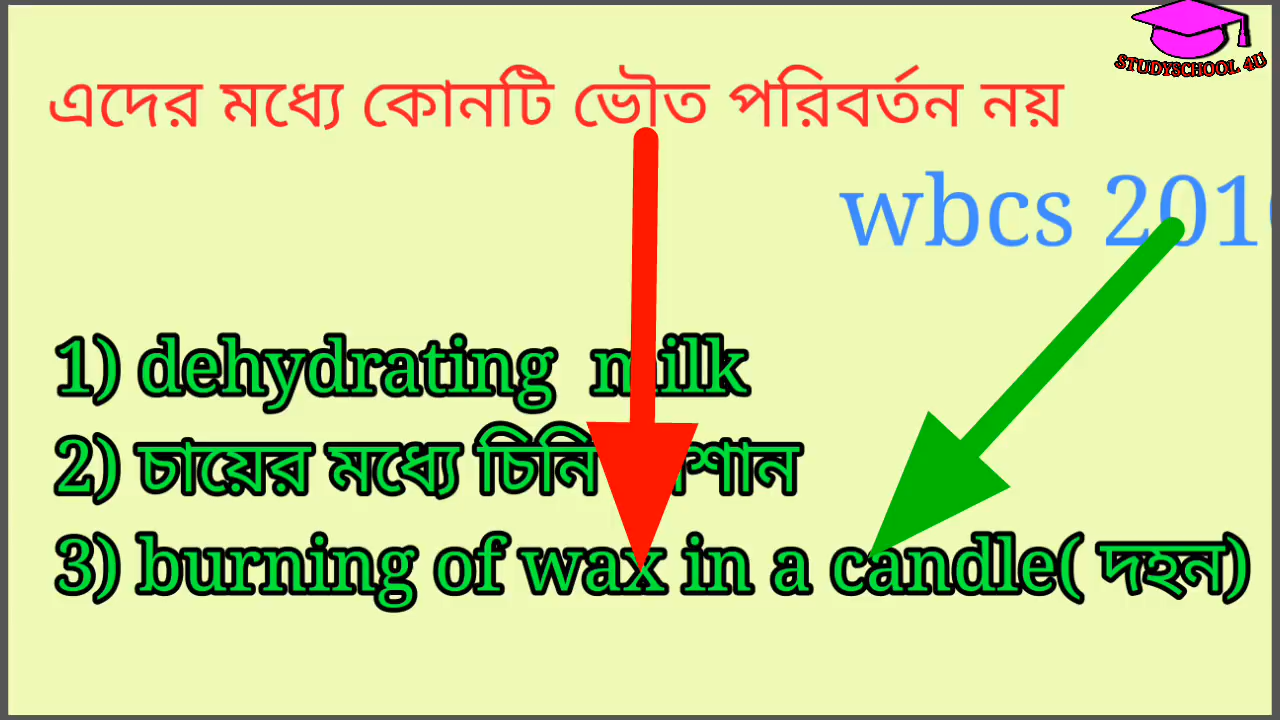 STUDYSCHOOL 4U
এদের মধ্যে কোনটি ভৌত পরিবর্তন নয়
wbcs 201
1) dehydrating milk
2) চায়ের মধ্যে চিনি
3) burning of wax in a candle( দহন)